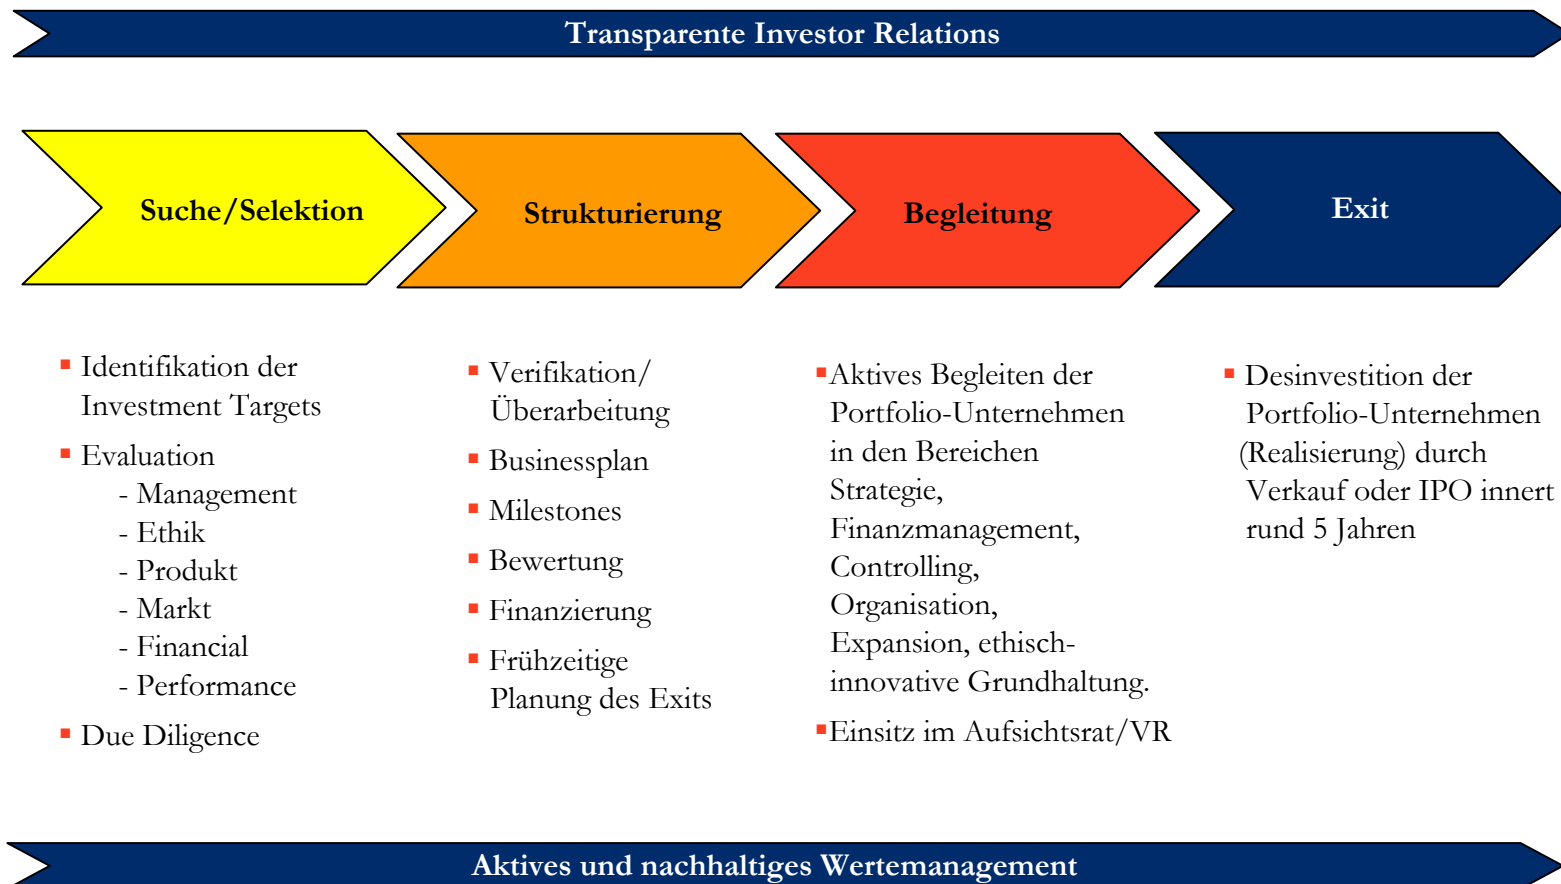 Transparente Investor Relations
Suche/Selektion
Strukturierung
Begleitung
Exit
▪ Identifikation der
Investment Targets
▪ Evaluation
- Management
- Ethik
- Produkt
- Markt
- Financial
- Performance
▪ Due Diligence
▪ Verifikation/
Überarbeitung
▪ Businessplan
▪ Milestones
▪ Bewertung
▪ Finanzierung
▪ Frühzeitige
Planung des Exits
▪Aktives Begleiten der
Portfolio-Unternehmen
in den Bereichen
Strategie,
Finanzmanagement,
Controlling,
Organisation,
Expansion, ethisch-
innovative Grundhaltung.
▪Einsitz im Aufsichtsrat/VR
▪ Desinvestition der
Portfolio-Unternehmen
(Realisierung) durch
Verkauf oder IPO innert
rund 5 Jahren
Aktives und nachhaltiges Wertemanagement